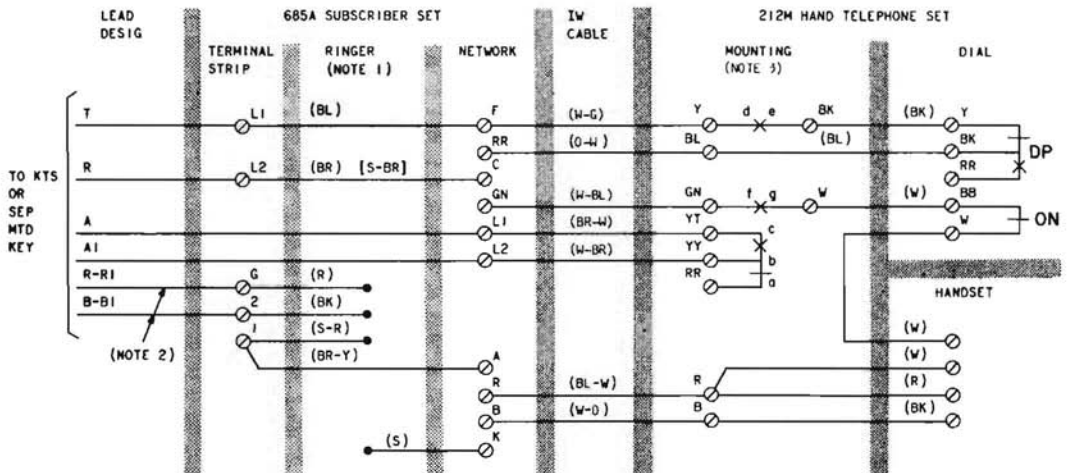 LEAD DESIG
685A SUBSCRIBER SET
IW CABLE
212M HAND TELEPHONE SET
TERMINAL STRIP
RINGER (NOTE 1)
NETWORK
MOUNTING (NOTE 3)
DIAL
TO KTS OR SEP MTD KEY
T L1 (BL) F (W-G) Y d e BK (BK) Y
RR (O-W) BL (BL) BK DP
R L2 (BR) [S-BR] C RR
GN (W-BL) GN f g W (W) BB
A L1 (BR-W) YT c W ON
A1 L2 (W-BR) YY b
R-R1 G (R) RR a
HANDSET
B-B1 2 (BK)
1 (S-R) (W)
(NOTE 2) (BR-Y) A (W)
R (BL-W) R (R)
B (W-O) B (BK)
(S) K